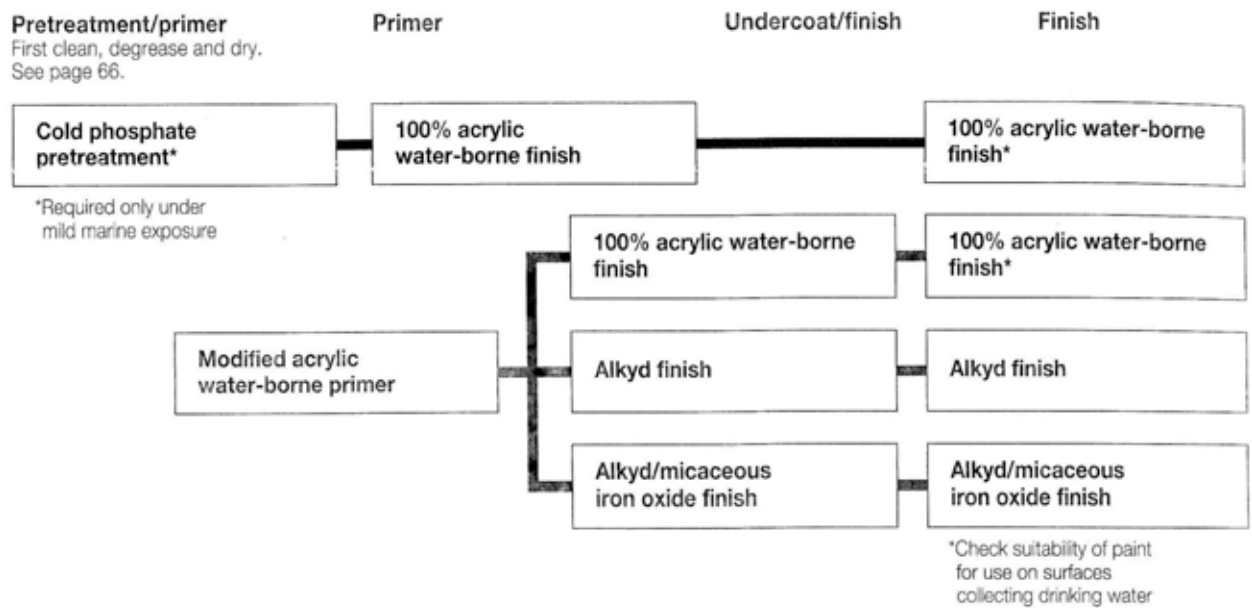 Pretreatment/primer
First clean, degrease and dry.
See page 66.
Primer
Undercoat/finish
Finish
Cold phosphate
pretreatment*
100% acrylic
water-borne finish
100% acrylic water-borne
finish*
*Required only under
mild marine exposure
100% acrylic water-borne
finish
100% acrylic water-borne
finish*
Modified acrylic
water-borne primer
Alkyd finish
Alkyd finish
Alkyd/micaceous
iron oxide finish
Alkyd/micaceous
iron oxide finish
*Check suitability of paint
for use on surfaces
collecting drinking water